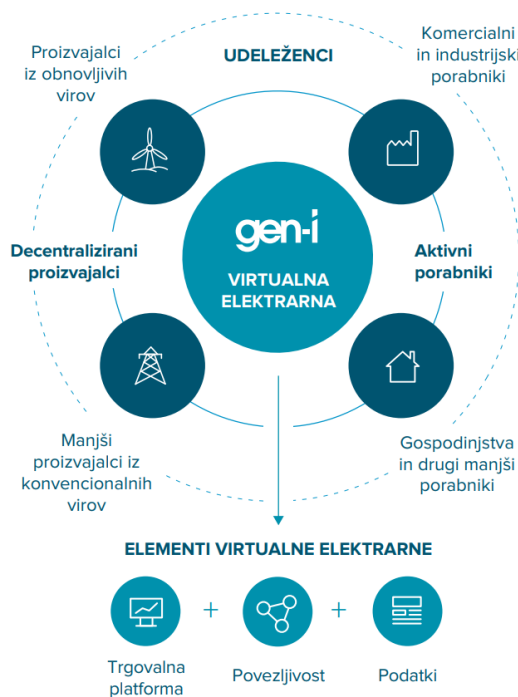 Proizvajalci
iz obnovljivih
virov
UDELEŽENCI
Komercialni
in industrijski
porabniki
gen-i
VIRTUALNA
ELEKTRARNA
Decentralizirani
proizvajalci
Aktivni
porabniki
Manjši
proizvajalci iz
konvencionalnih
virov
Gospodinjstva
in drugi manjši
porabniki
ELEMENTI VIRTUALNE ELEKTRARNE
+
+
Trgovalna
platforma
Povezljivost
Podatki